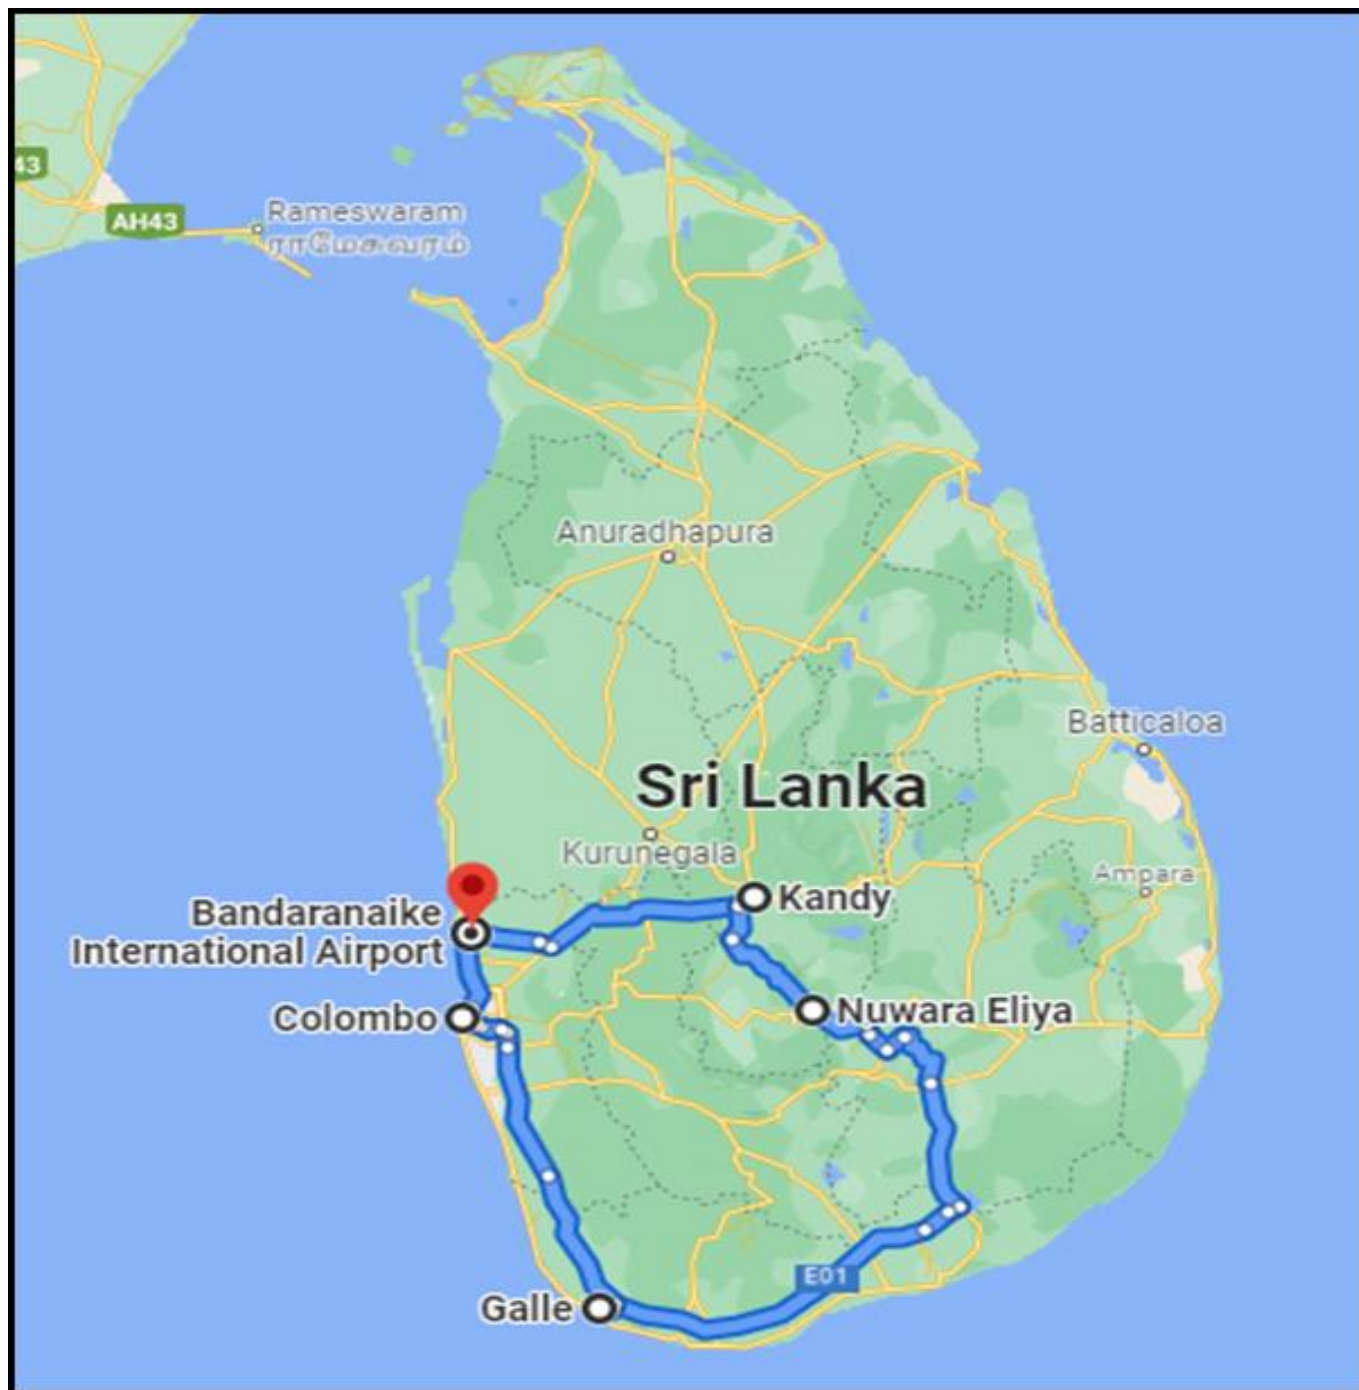 43
AH43
Rameswaram
ராமேசுவரம்
Anuradhapura
Batticaloa
Sri Lanka
Kurunegala
Ampara
Kandy
Bandaranaike
International Airport
Nuwara Eliya
Colombo
E01
Galle